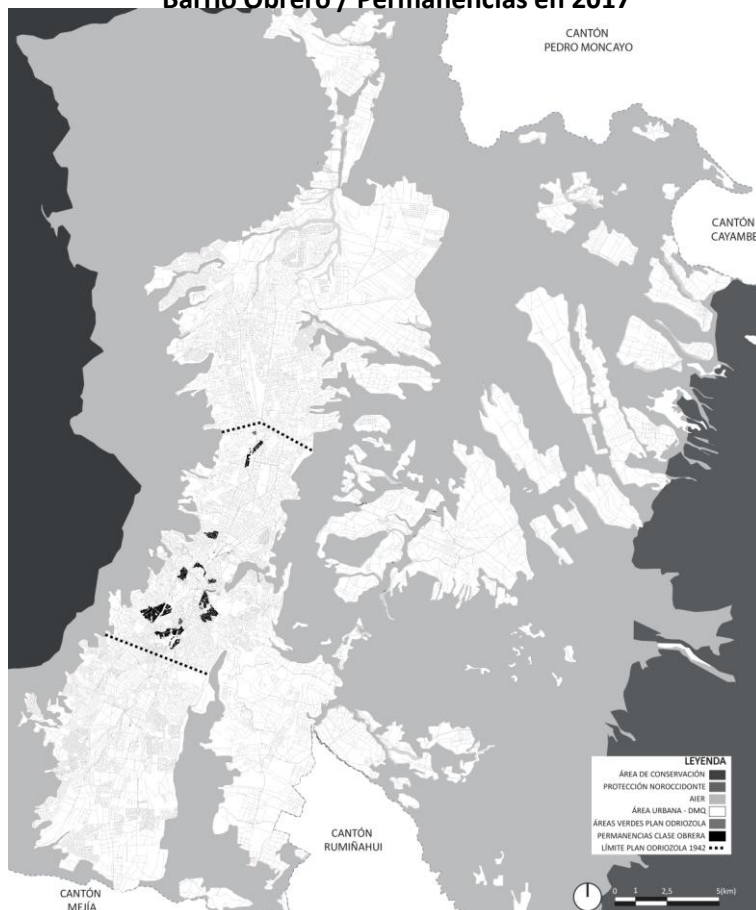 Barrio Obrero / Permanencias en 2017
CANTÓN
PEDRO MONCAYO
CANTÓN
CAYAMBE
LEYENDA
ÁREA DE CONSERVACIÓN
PROTECCIÓN NOROCCIDONTE
AIER
ÁREA URBANA - DMQ
ÁREAS VERDES PLAN ODRIOZOLA
PERMANENCIAS CLASE OBRERA
LÍMITE PLAN ODRIOZOLA 1942
CANTÓN
RUMIÑAHUI
CANTÓN
MEJÍA
0 1 2,5 5(km)